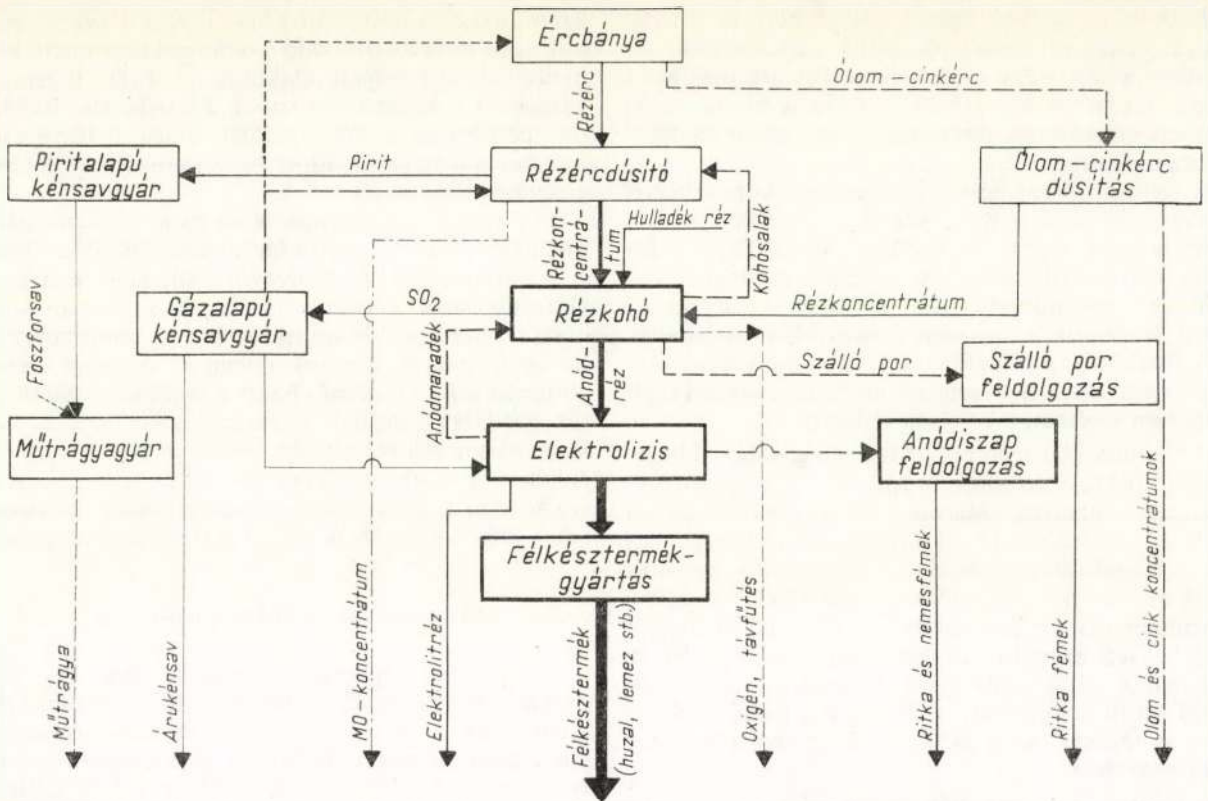 Ércbánya
Ólom-cinkérc
Rézérc
Piritalapú
kénsavgyár
Pirit
Rézércdúsító
Ólom-cinkérc
dúsítás
Rézkon-
centrá-
tum
Hulladék réz
Kohósalak
Gázalapú
kénsavgyár
SO2
Rézkohó
Rézkoncentrátum
Foszforsav
Anódmaradék
Anód-
réz
Szálló por
Szálló por
feldolgozás
Műtrágyagyár
Elektrolizis
Anódiszap
feldolgozás
Félkésztermék-
gyártás
Műtrágya
Árukénsav
MO-koncentrátum
Elektrolitréz
Félkésztermék
(huzal, lemez stb.)
Oxigén, távfűtés
Ritka és nemesfémek
Ritka fémek
Ólom és cink koncentrátumok